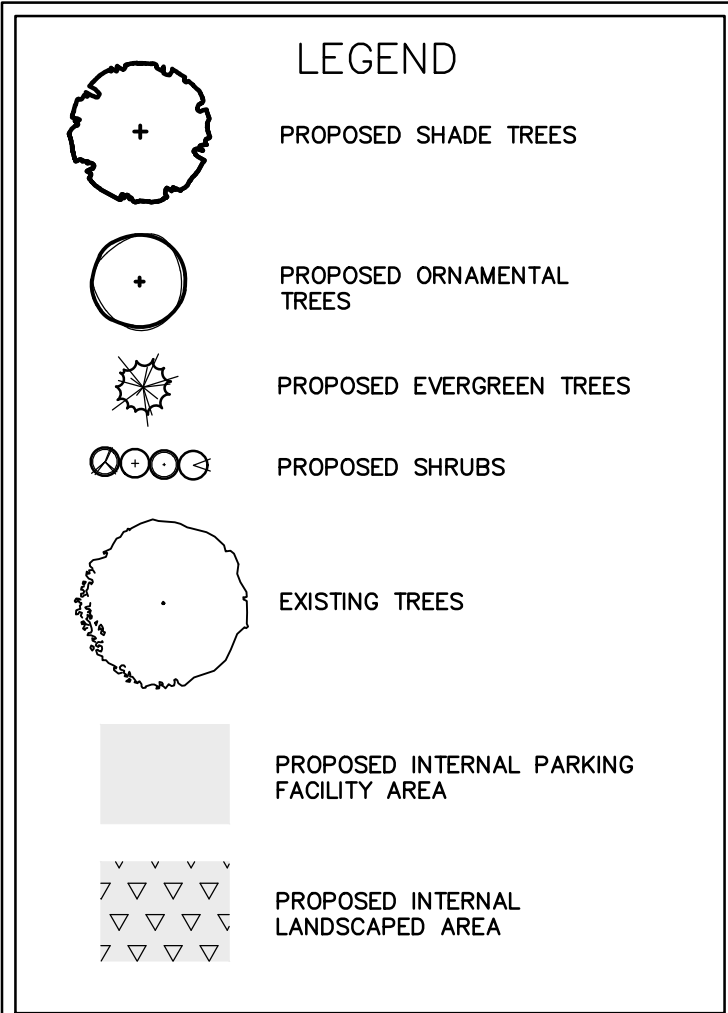 LEGEND
PROPOSED SHADE TREES
PROPOSED ORNAMENTAL
TREES
PROPOSED EVERGREEN TREES
PROPOSED SHRUBS
EXISTING TREES
PROPOSED INTERNAL PARKING
FACILITY AREA
PROPOSED INTERNAL
LANDSCAPED AREA